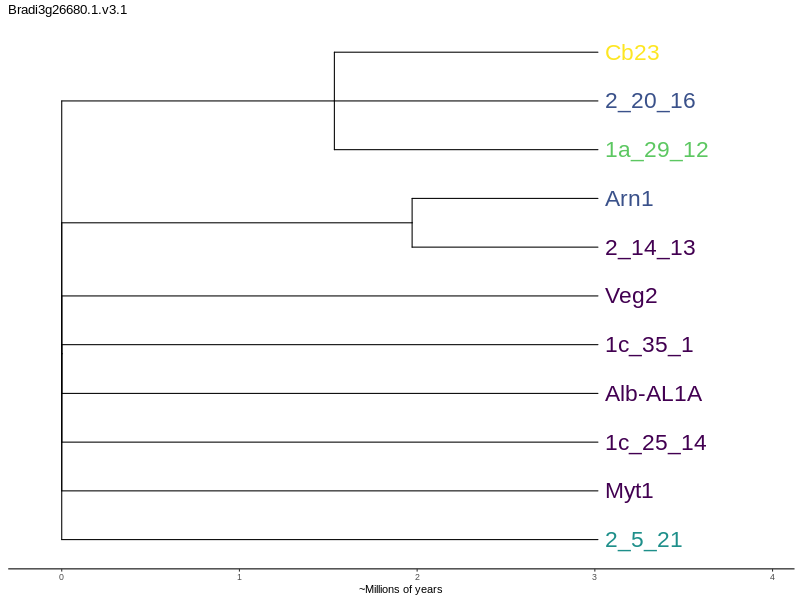 Bradi3g26680.1.v3.1
Cb23
2_20_16
1a_29_12
Arn1
2_14_13
Veg2
1c_35_1
Alb-AL1A
1c_25_14
Myt1
2_5_21
0 1 2 3 4
~Millions of years